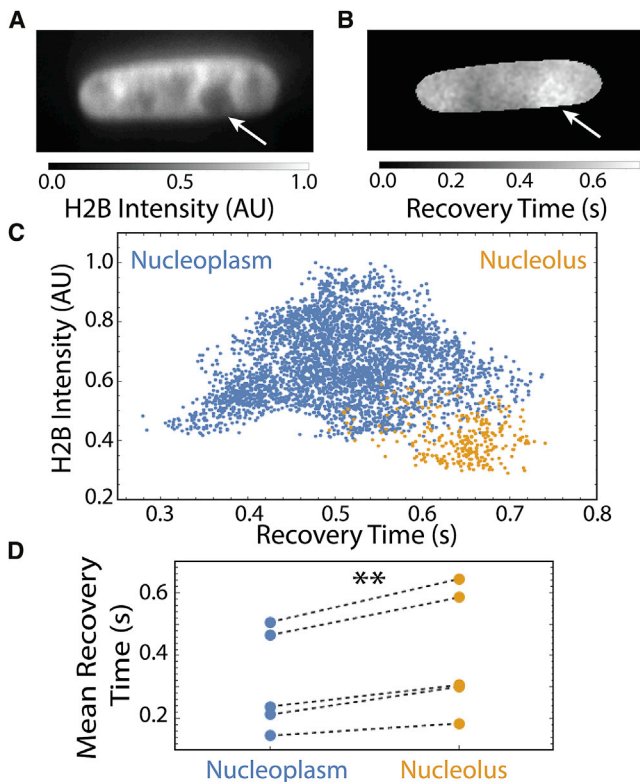 A
B
0.0 0.5 1.0
H2B Intensity (AU)
0.0 0.2 0.4 0.6
Recovery Time (s)
C
Nucleoplasm Nucleolus
H2B Intensity (AU)
1.0
0.8
0.6
0.4
0.2
0.3 0.4 0.5 0.6 0.7 0.8
Recovery Time (s)
D
Mean Recovery
Time (s)
0.6
0.4
0.2
**
Nucleoplasm Nucleolus